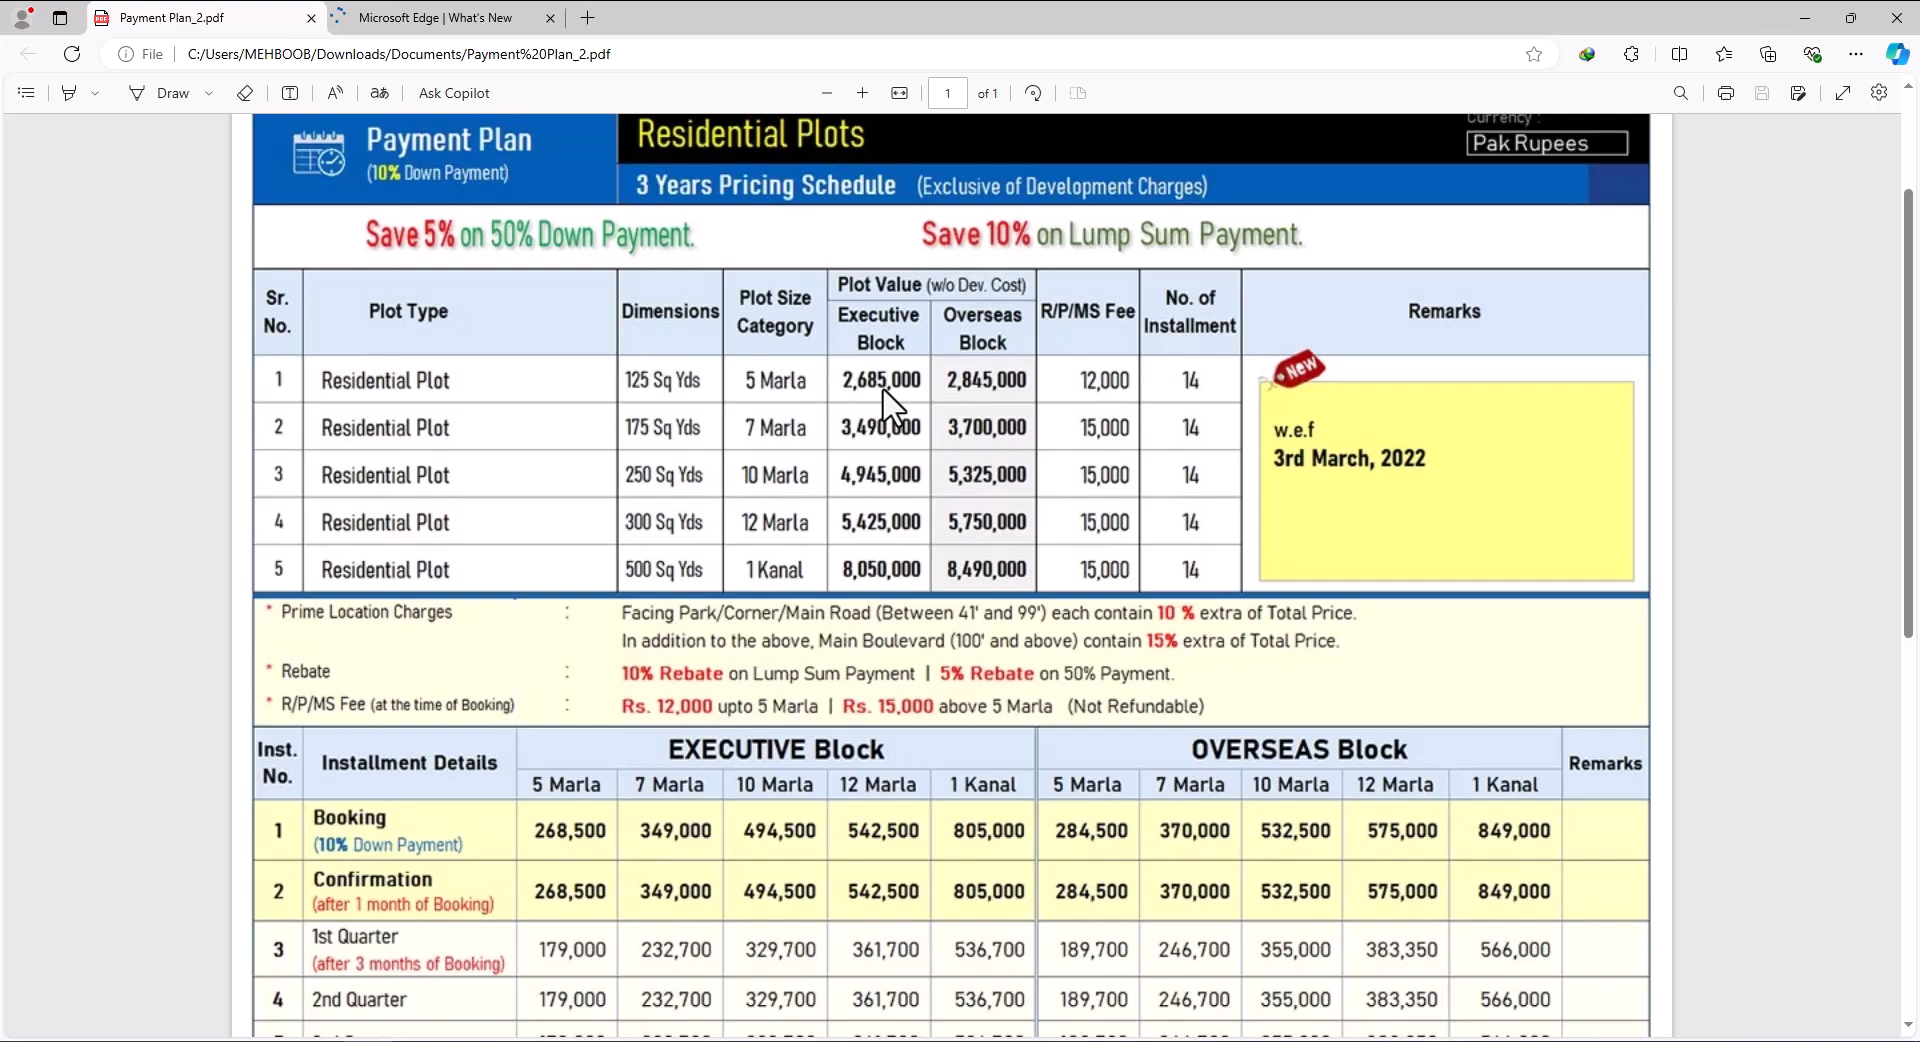 Payment Plan_2.pdf
Microsoft Edge | What's New
File
C:/Users/MEHBOOB/Downloads/Documents/Payment%20Plan_2.pdf
Draw
Ask Copilot
1 of 1
Payment Plan
(10% Down Payment)
Residential Plots
Currency :
Pak Rupees
3 Years Pricing Schedule (Exclusive of Development Charges)
Save 5% on 50% Down Payment.
Save 10% on Lump Sum Payment.
Sr. No. Plot Type Dimensions Plot Size Category Plot Value (w/o Dev. Cost) R/P/MS Fee No. of Installment Remarks
Executive Block Overseas Block
1 Residential Plot 125 Sq Yds 5 Marla 2,685,000 2,845,000 12,000 14
2 Residential Plot 175 Sq Yds 7 Marla 3,490,000 3,700,000 15,000 14
3 Residential Plot 250 Sq Yds 10 Marla 4,945,000 5,325,000 15,000 14
4 Residential Plot 300 Sq Yds 12 Marla 5,425,000 5,750,000 15,000 14
5 Residential Plot 500 Sq Yds 1 Kanal 8,050,000 8,490,000 15,000 14
New
w.e.f
3rd March, 2022
* Prime Location Charges : Facing Park/Corner/Main Road (Between 41' and 99') each contain 10 % extra of Total Price.
In addition to the above, Main Boulevard (100' and above) contain 15% extra of Total Price.
* Rebate : 10% Rebate on Lump Sum Payment | 5% Rebate on 50% Payment.
* R/P/MS Fee (at the time of Booking) : Rs. 12,000 upto 5 Marla | Rs. 15,000 above 5 Marla (Not Refundable)
Inst. No. Installment Details EXECUTIVE Block OVERSEAS Block Remarks
5 Marla 7 Marla 10 Marla 12 Marla 1 Kanal 5 Marla 7 Marla 10 Marla 12 Marla 1 Kanal
1 Booking (10% Down Payment) 268,500 349,000 494,500 542,500 805,000 284,500 370,000 532,500 575,000 849,000
2 Confirmation (after 1 month of Booking) 268,500 349,000 494,500 542,500 805,000 284,500 370,000 532,500 575,000 849,000
3 1st Quarter (after 3 months of Booking) 179,000 232,700 329,700 361,700 536,700 189,700 246,700 355,000 383,350 566,000
4 2nd Quarter 179,000 232,700 329,700 361,700 536,700 189,700 246,700 355,000 383,350 566,000